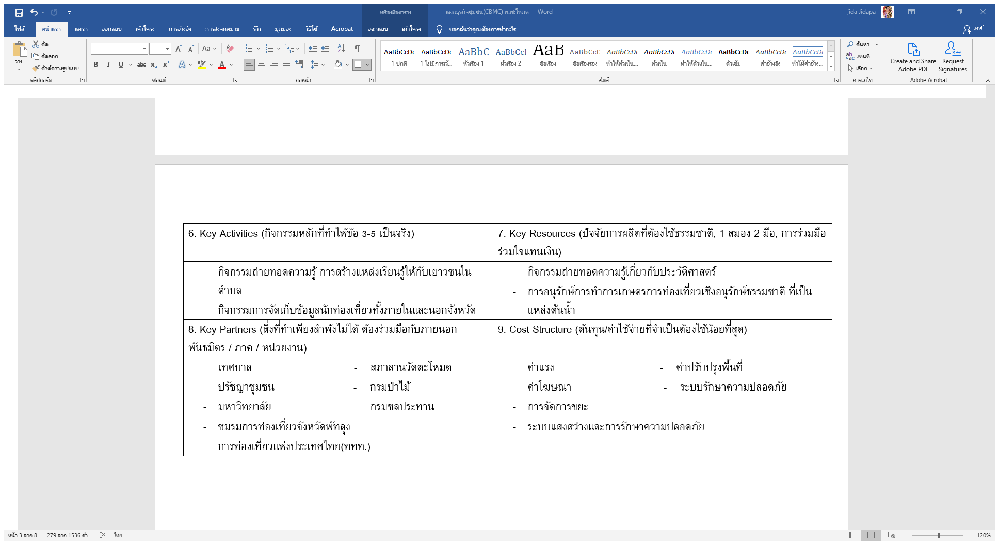 เครื่องมือตาราง
แผนธุรกิจชุมชน(CBMC) ต.ตะโหมด - Word
jida Jidapa
ไฟล์ หน้าแรก แทรก ออกแบบ เค้าโครง การอ้างอิง การส่งจดหมาย รีวิว มุมมอง วิธีใช้ Acrobat ออกแบบ เค้าโครง บอกฉันว่าคุณต้องการทำอะไร แชร์
วาง
ตัด
คัดลอก
ตัวคัดวางรูปแบบ
คลิปบอร์ด
ฟอนต์
ย่อหน้า
AaBbCcDc AaBbCcDc AaBbC AaBbCcI AaB AaBbCcD AaBbCcDc AaBbCcDc AaBbCcDc AaBbCcDc AaBbCcDc AaBbCcDc
¶ ปกติ ¶ ไม่มีการเว้... หัวเรื่อง 1 หัวเรื่อง 2 ชื่อเรื่อง ชื่อเรื่องรอง ทำให้ตัวเน้น... ตัวเน้น ทำให้ตัวเน้น... ตัวเข้ม คำอ้างอิง ทำให้คำอ้าง...
สไตล์
ค้นหา
แทนที่
เลือก
การแก้ไข
Create and Share Adobe PDF
Request Signatures
Adobe Acrobat
6. Key Activities (กิจกรรมหลักที่ทำให้ข้อ 3-5 เป็นจริง)
7. Key Resources (ปัจจัยการผลิตที่ต้องใช้ธรรมชาติ, 1 สมอง 2 มือ, การร่วมมือ
ร่วมใจแทนเงิน)
- กิจกรรมถ่ายทอดความรู้ การสร้างแหล่งเรียนรู้ให้กับเยาวชนใน
ตำบล
- กิจกรรมการจัดเก็บข้อมูลนักท่องเที่ยวทั้งภายในและนอกจังหวัด
- กิจกรรมถ่ายทอดความรู้เกี่ยวกับประวัติศาสตร์
- การอนุรักษ์การทำการเกษตรการท่องเที่ยวเชิงอนุรักษ์ธรรมชาติ ที่เป็น
แหล่งต้นน้ำ
8. Key Partners (สิ่งที่ทำเพียงลำพังไม่ได้ ต้องร่วมมือกับภายนอก
พันธมิตร / ภาค / หน่วยงาน)
9. Cost Structure (ต้นทุน/ค่าใช้จ่ายที่จำเป็นต้องใช้น้อยที่สุด)
- เทศบาล - สภาลานวัดตะโหมด
- ปรัชญาชุมชน - กรมป่าไม้
- มหาวิทยาลัย - กรมชลประทาน
- ชมรมการท่องเที่ยวจังหวัดพัทลุง
- การท่องเที่ยวแห่งประเทศไทย(ททท.)
- ค่าแรง - ค่าปรับปรุงพื้นที่
- ค่าโฆษณา - ระบบรักษาความปลอดภัย
- การจัดการขยะ
- ระบบแสงสว่างและการรักษาความปลอดภัย
หน้า 3 จาก 8 279 จาก 1536 คำ ไทย 120%